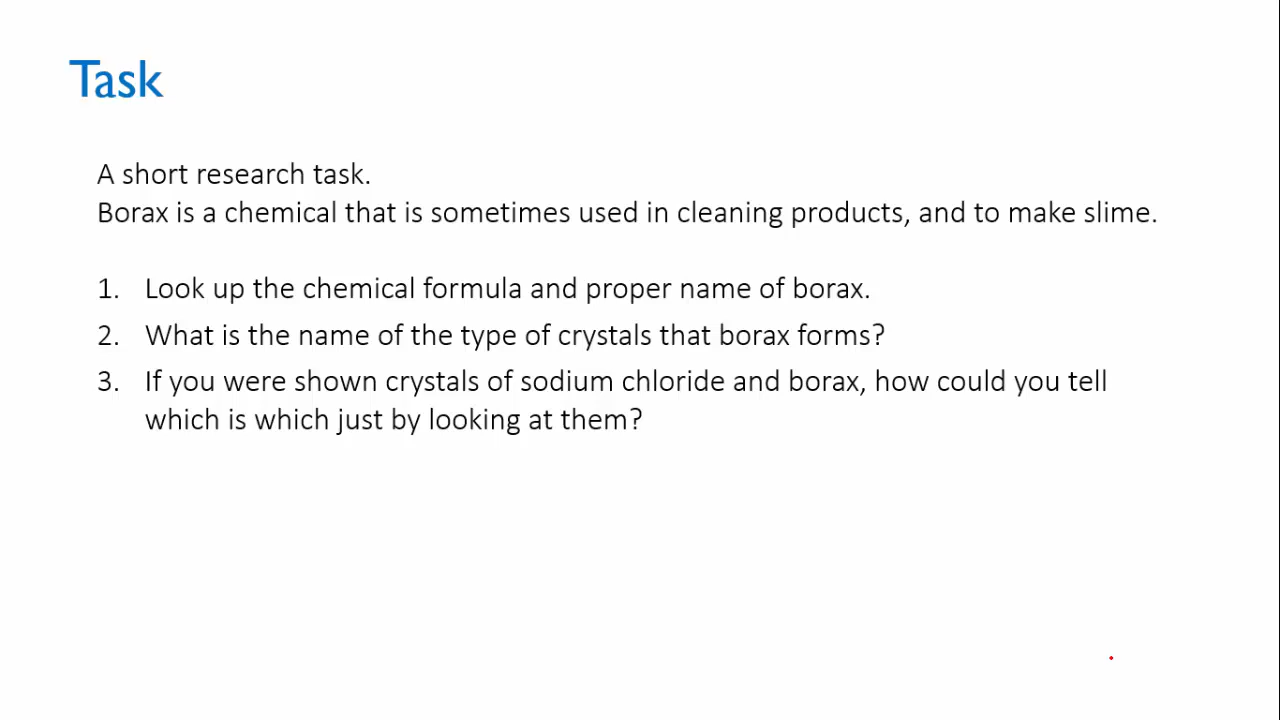 Task
A short research task.
Borax is a chemical that is sometimes used in cleaning products, and to make slime.
1. Look up the chemical formula and proper name of borax.
2. What is the name of the type of crystals that borax forms?
3. If you were shown crystals of sodium chloride and borax, how could you tell
which is which just by looking at them?